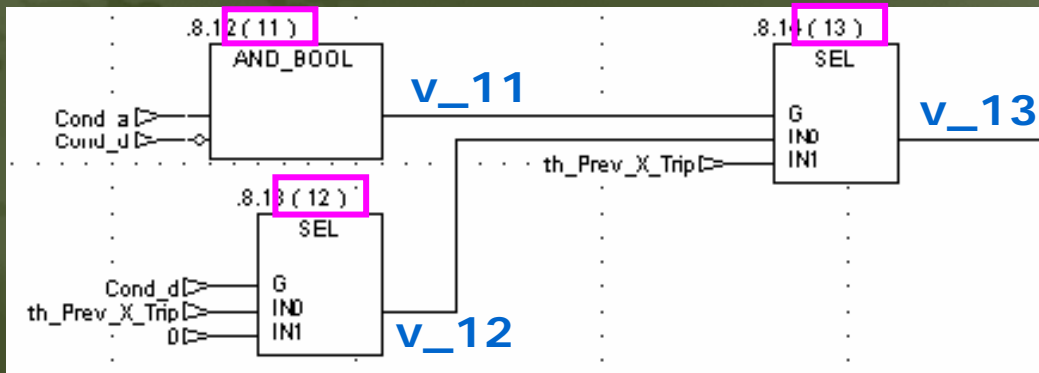 .8.12 ( 11 )
AND_BOOL
Cond_a
Cond_d
v_11
.8.13 ( 12 )
SEL
Cond_d
G
th_Prev_X_Trip
IN0
0
IN1
v_12
.8.14 ( 13 )
SEL
G
IN0
th_Prev_X_Trip
IN1
v_13